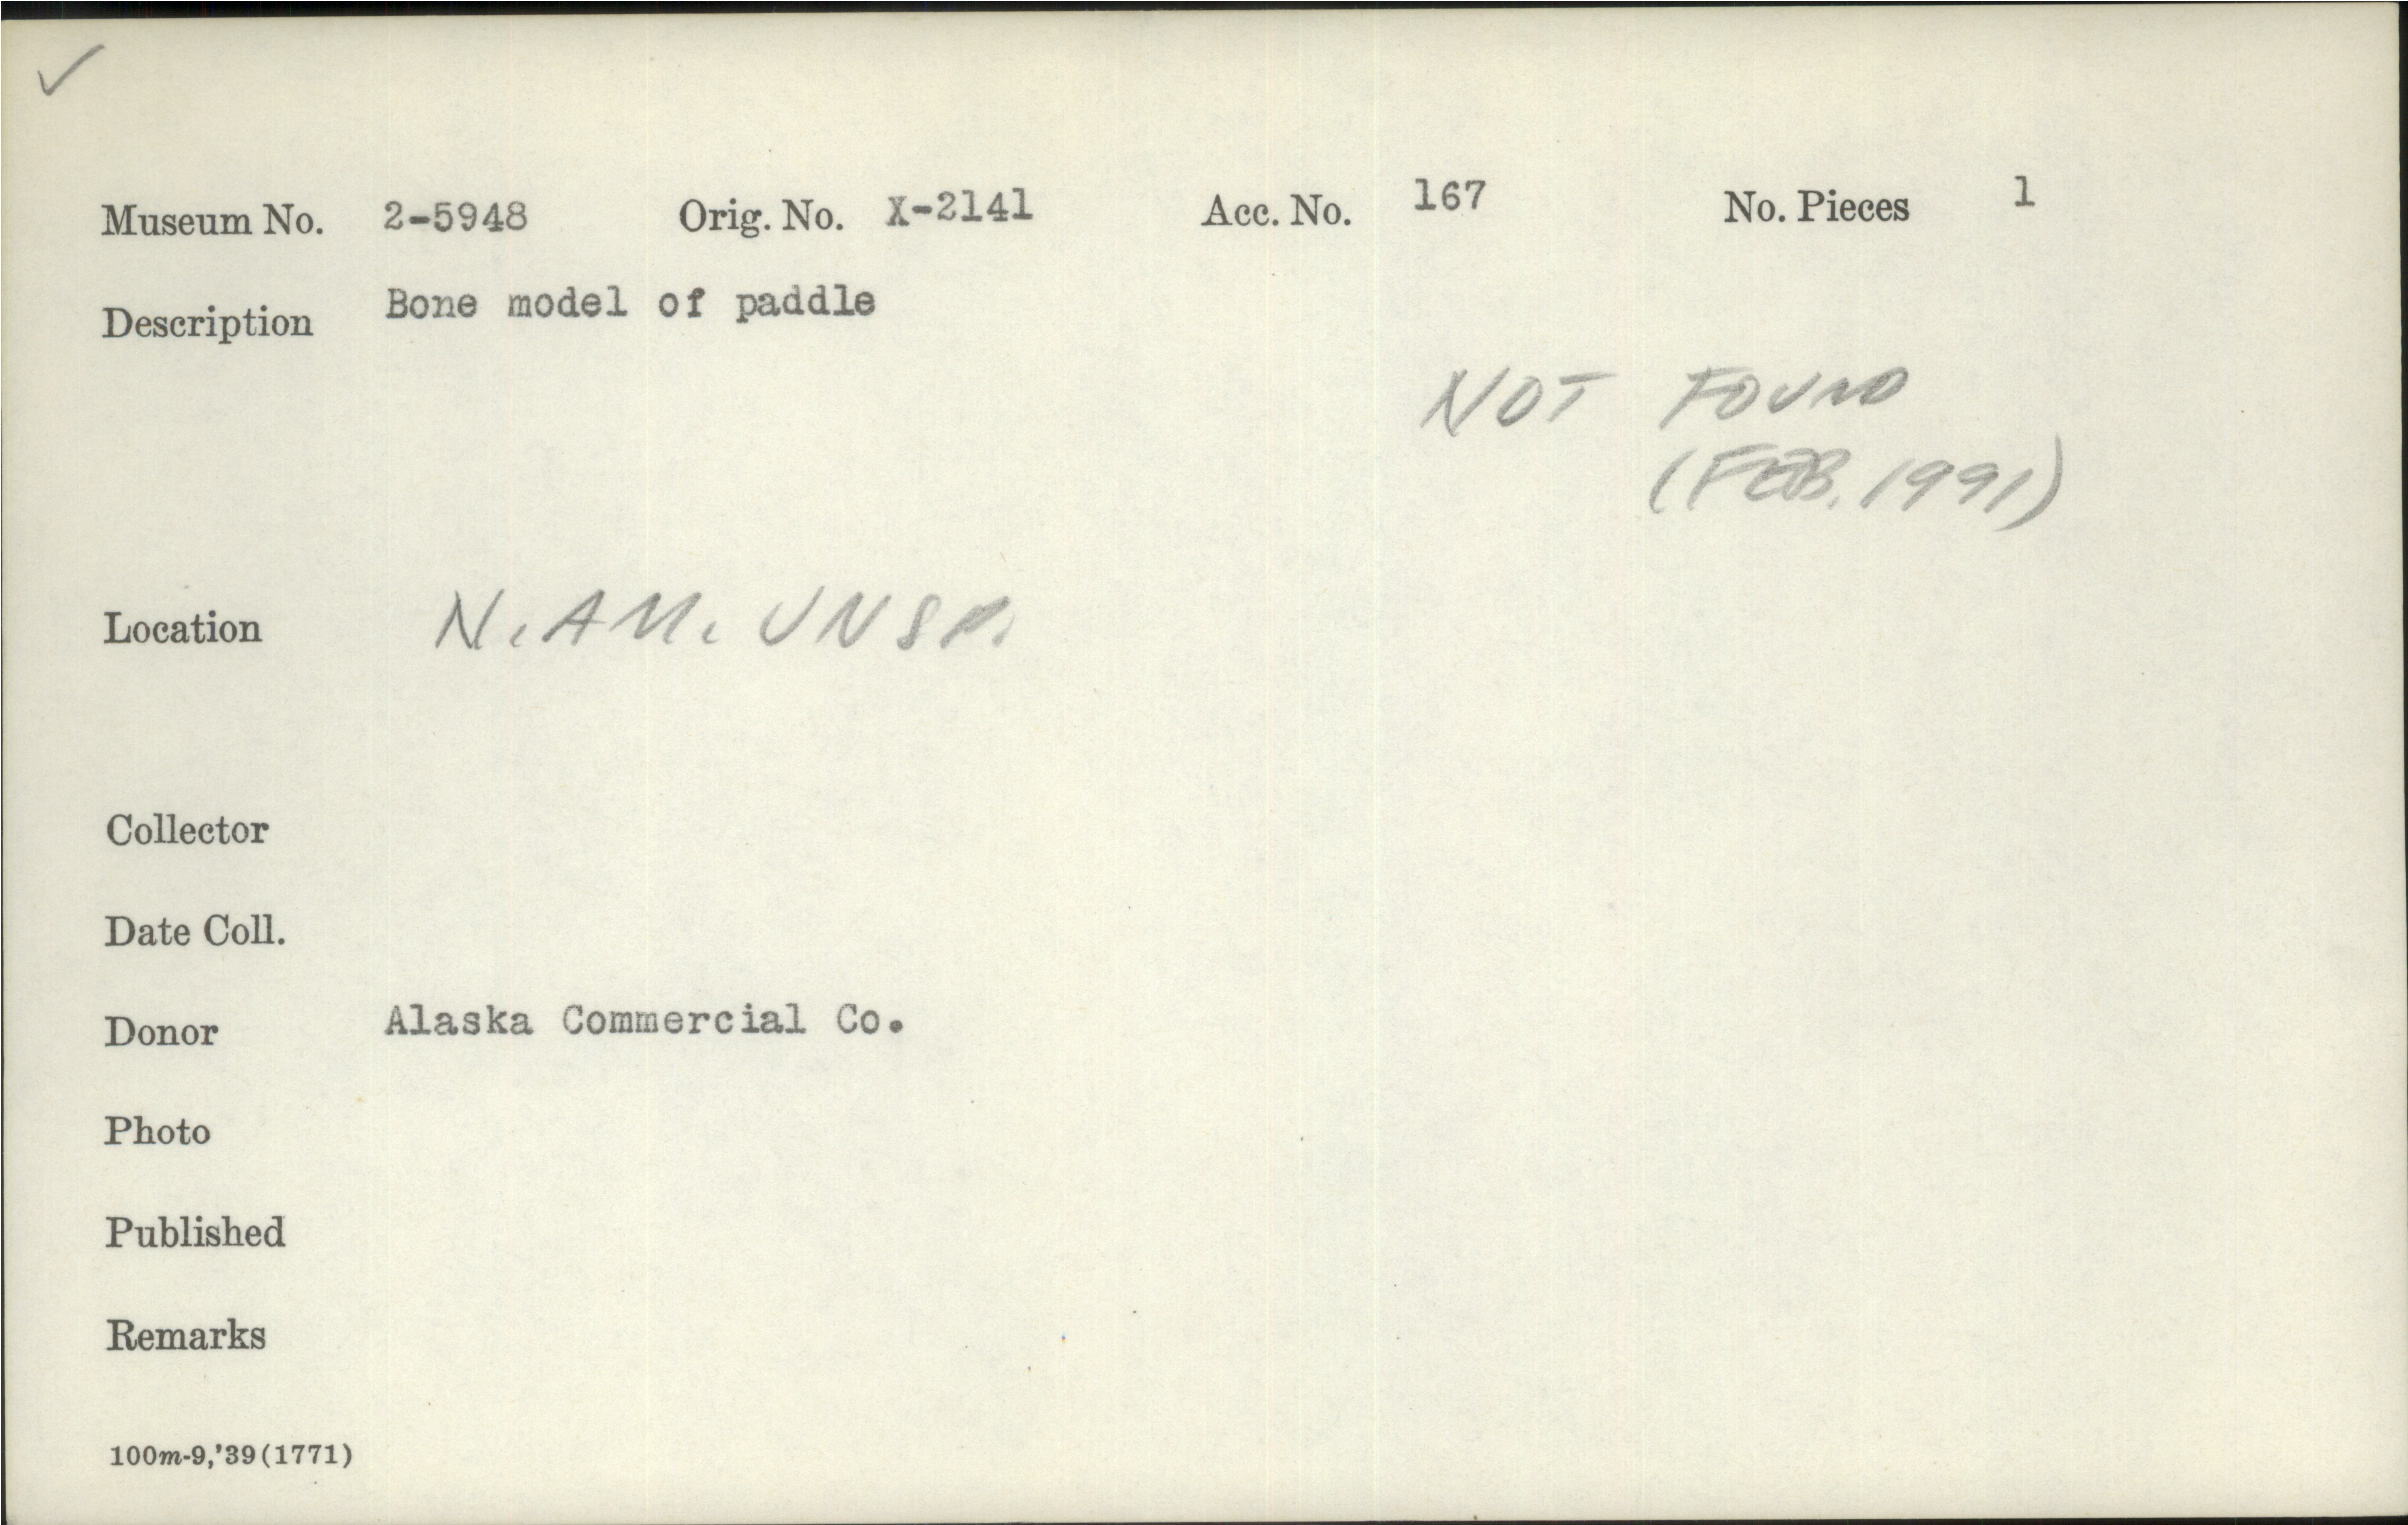 Museum No. 2-5948 Orig. No. X-2141 Acc. No. 167 No. Pieces 1
Description Bone model of paddle
NOT FOUND
(FEB. 1991)
Location N. AM. UNSP.
Collector
Date Coll.
Donor Alaska Commercial Co.
Photo
Published
Remarks
100m-9,'39(1771)